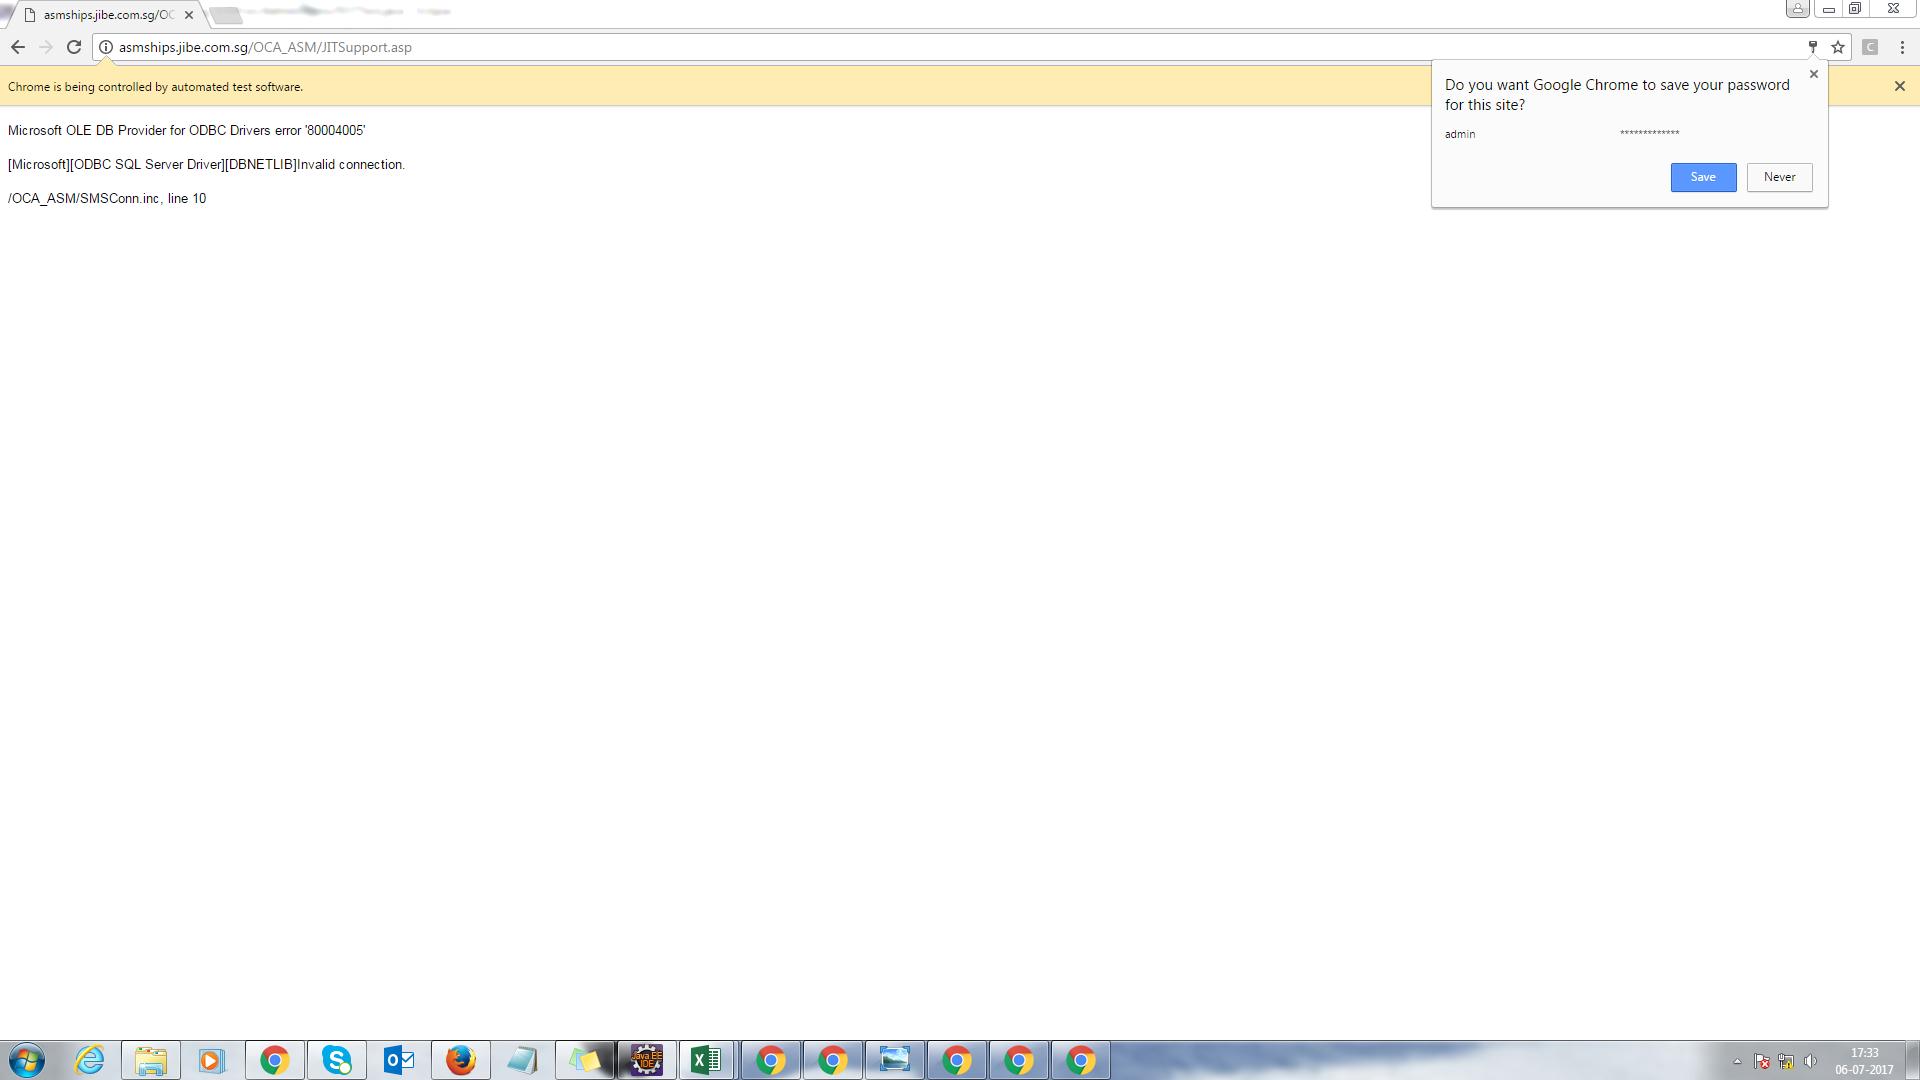 asmships.jibe.com.sg/OC
asmships.jibe.com.sg/OCA_ASM/JITSupport.asp
C
Chrome is being controlled by automated test software.
Do you want Google Chrome to save your password
for this site?
admin *************
Save Never
Microsoft OLE DB Provider for ODBC Drivers error '80004005'
[Microsoft][ODBC SQL Server Driver][DBNETLIB]Invalid connection.
/OCA_ASM/SMSConn.inc, line 10
Java EE
IDE
17:33
06-07-2017